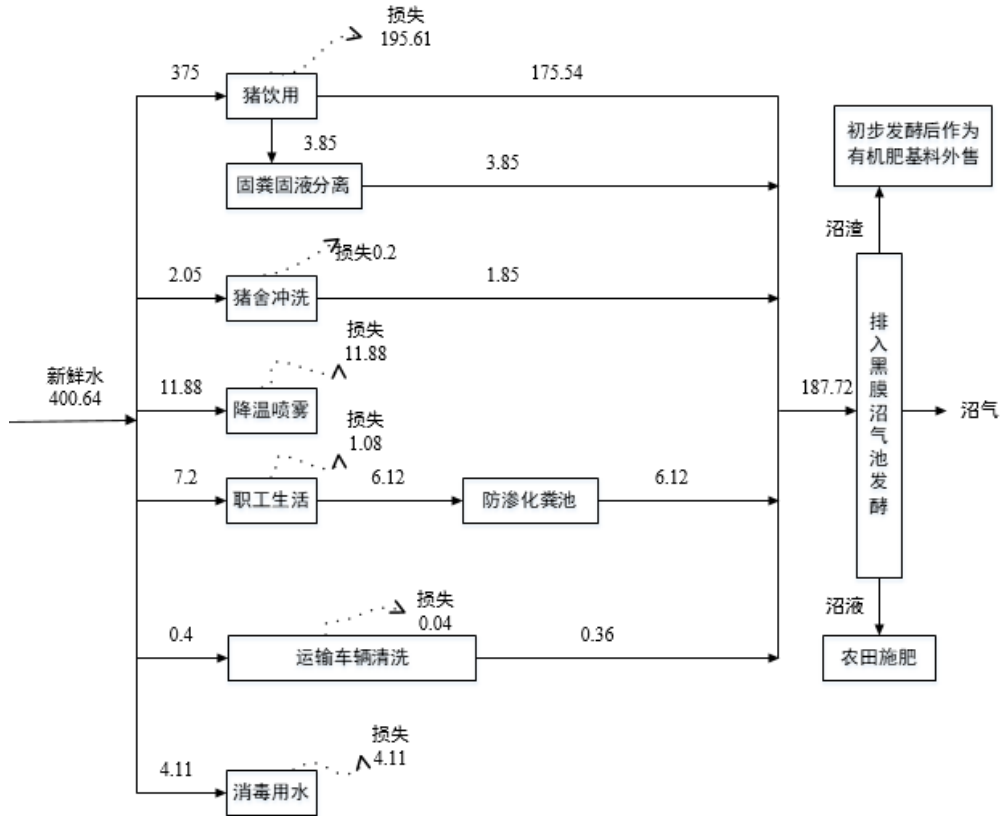 损失
195.61
375
猪饮用
175.54
3.85
固粪固液分离
3.85
初步发酵后作为
有机肥基料外售
沼渣
损失0.2
2.05
猪舍冲洗
1.85
损失
11.88
新鲜水
400.64
11.88
降温喷雾
187.72
排入黑膜沼气池发酵
沼气
损失
1.08
7.2
职工生活
6.12
防渗化粪池
6.12
损失
0.04
0.4
运输车辆清洗
0.36
沼液
农田施肥
损失
4.11
4.11
消毒用水